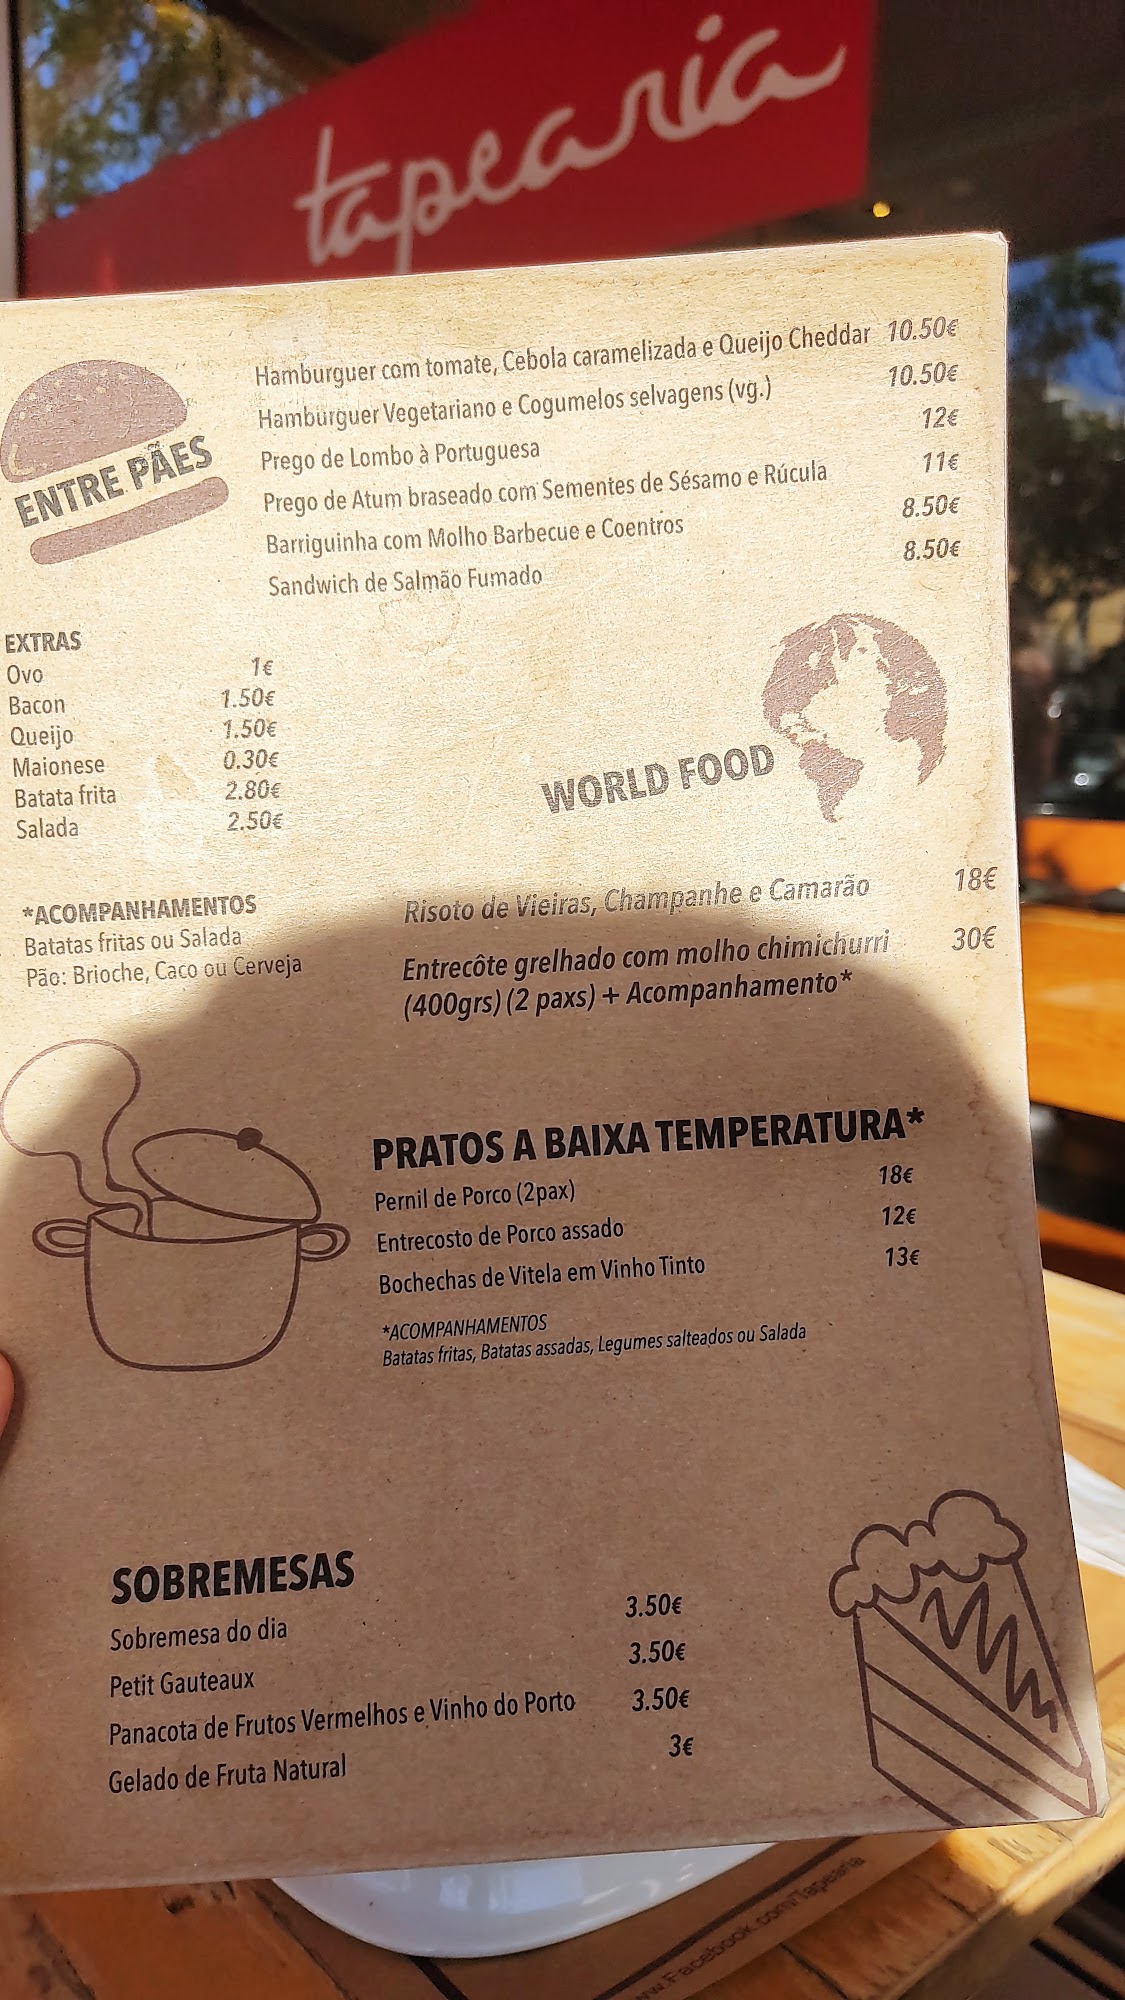 tapearia
ENTRE PÃES
Hamburguer com tomate, Cebola caramelizada e Queijo Cheddar 10.50€
Hamburguer Vegetariano e Cogumelos selvagens (vg.) 10.50€
Prego de Lombo à Portuguesa 12€
Prego de Atum braseado com Sementes de Sésamo e Rúcula 11€
Barriguinha com Molho Barbecue e Coentros 8.50€
Sandwich de Salmão Fumado 8.50€
EXTRAS
Ovo 1€
Bacon 1.50€
Queijo 1.50€
Maionese 0.30€
Batata frita 2.80€
Salada 2.50€
*ACOMPANHAMENTOS
Batatas fritas ou Salada
Pão: Brioche, Caco ou Cerveja
WORLD FOOD
Risoto de Vieiras, Champanhe e Camarão 18€
Entrecôte grelhado com molho chimichurri 30€
(400grs) (2 paxs) + Acompanhamento*
PRATOS A BAIXA TEMPERATURA*
Pernil de Porco (2pax) 18€
Entrecosto de Porco assado 12€
Bochechas de Vitela em Vinho Tinto 13€
*ACOMPANHAMENTOS
Batatas fritas, Batatas assadas, Legumes salteados ou Salada
SOBREMESAS
Sobremesa do dia 3.50€
Petit Gauteaux 3.50€
Panacota de Frutos Vermelhos e Vinho do Porto 3.50€
Gelado de Fruta Natural 3€
Facebook.com/Tapearia